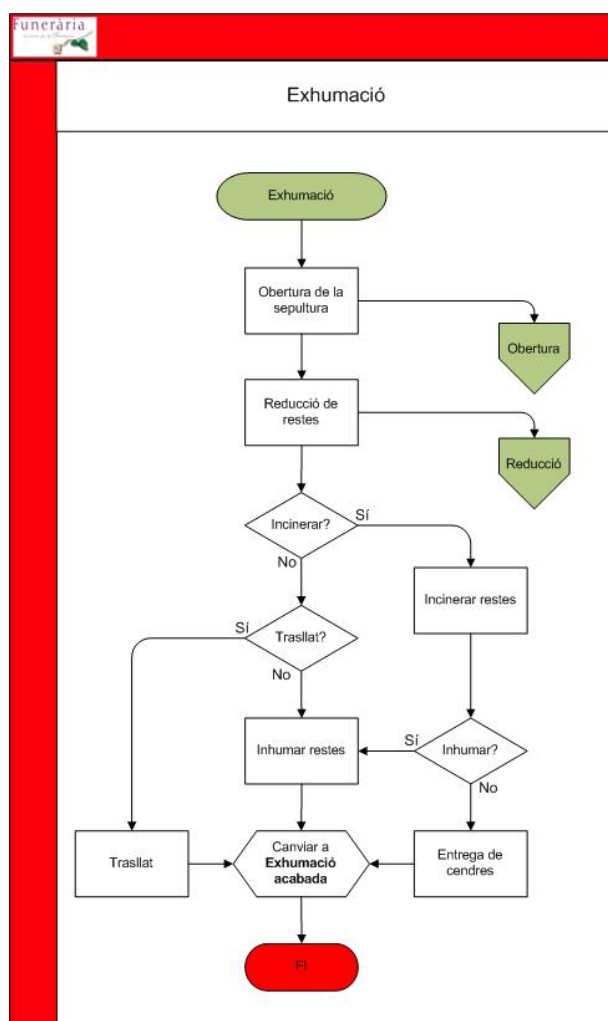 Funerària
Exhumació
Exhumació
Obertura de la
sepultura
Obertura
Reducció de
restes
Reducció
Incinerar?
Sí
No
Incinerar restes
Sí
Trasllat?
No
Inhumar restes
Sí
Inhumar?
No
Trasllat
Canviar a
Exhumació
acabada
Entrega de
cendres
FI